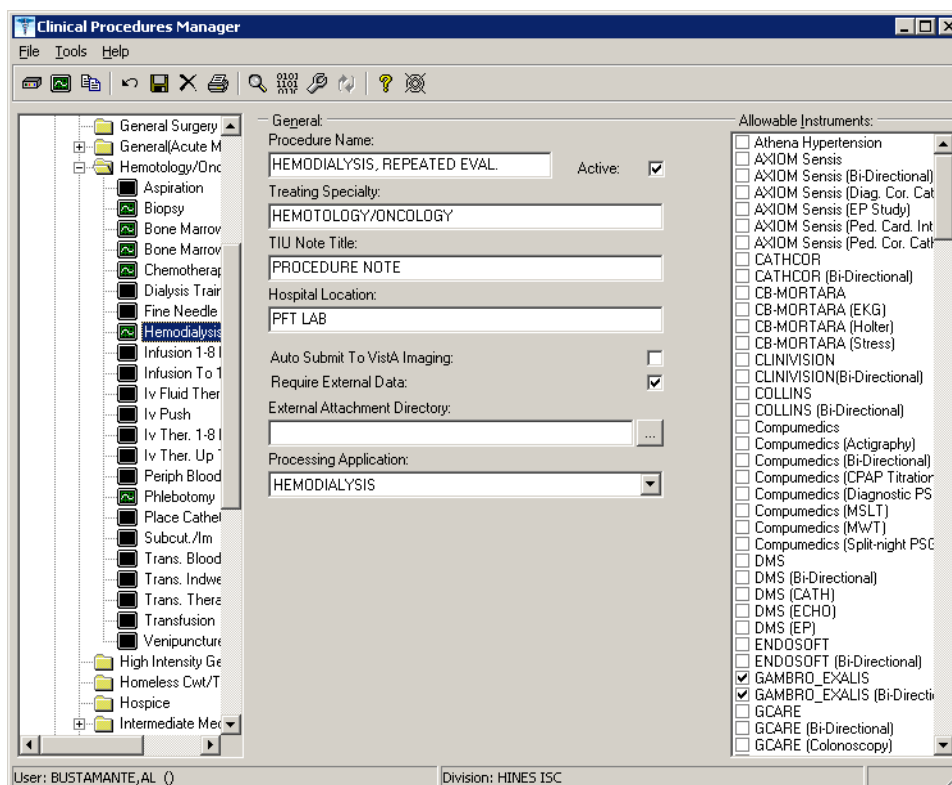 Clinical Procedures Manager
File Tools Help
General Surgery
General(Acute M
Hemotology/Onc
Aspiration
Biopsy
Bone Marrow
Bone Marrow
Chemotherap
Dialysis Train
Fine Needle
Hemodialysis
Infusion 1-8 
Infusion To 1
Iv Fluid Ther
Iv Push
Iv Ther. 1-8 
Iv Ther. Up 
Periph Blood
Phlebotomy
Place Cathet
Subcut./Im
Trans. Blood
Trans. Indwe
Trans. Thera
Transfusion
Venipuncture
High Intensity Ge
Homeless Cwt/T
Hospice
Intermediate Med
General:
Procedure Name:
HEMODIALYSIS, REPEATED EVAL.
Active:
Treating Specialty:
HEMOTOLOGY/ONCOLOGY
TIU Note Title:
PROCEDURE NOTE
Hospital Location:
PFT LAB
Auto Submit To VistA Imaging:
Require External Data:
External Attachment Directory:
...
Processing Application:
HEMODIALYSIS
Allowable Instruments:
Athena Hypertension
AXIOM Sensis
AXIOM Sensis (Bi-Directional)
AXIOM Sensis (Diag. Cor. Cat
AXIOM Sensis (EP Study)
AXIOM Sensis (Ped. Card. Int
AXIOM Sensis (Ped. Cor. Cath
CATHCOR
CATHCOR (Bi-Directional)
CB-MORTARA
CB-MORTARA (EKG)
CB-MORTARA (Holter)
CB-MORTARA (Stress)
CLINIVISION
CLINIVISION(Bi-Directional)
COLLINS
COLLINS (Bi-Directional)
Compumedics
Compumedics (Actigraphy)
Compumedics (Bi-Directional)
Compumedics (CPAP Titration
Compumedics (Diagnostic PS
Compumedics (MSLT)
Compumedics (MWT)
Compumedics (Split-night PSG
DMS
DMS (Bi-Directional)
DMS (CATH)
DMS (ECHO)
DMS (EP)
ENDOSOFT
ENDOSOFT (Bi-Directional)
GAMBRO_EXALIS
GAMBRO_EXALIS (Bi-Directi
GCARE
GCARE (Bi-Directional)
GCARE (Colonoscopy)
User: BUSTAMANTE,AL ()
Division: HINES ISC